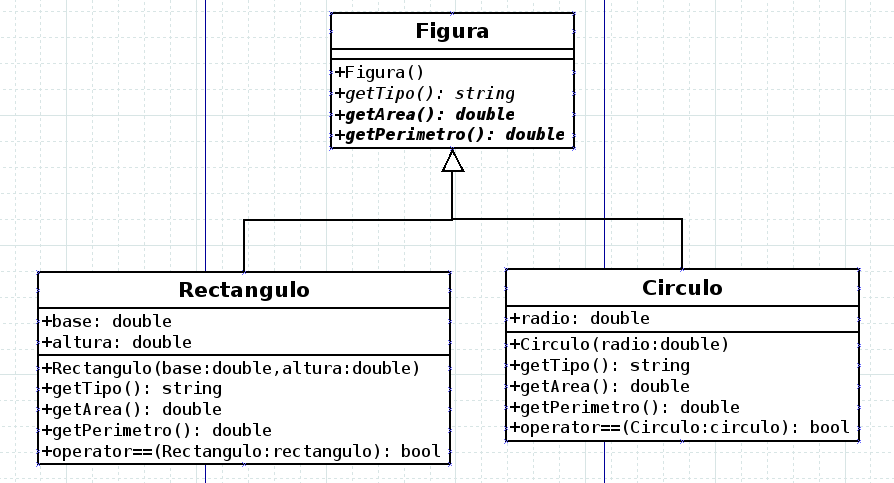 Figura
+Figura()
+getTipo(): string
+getArea(): double
+getPerimetro(): double
Rectangulo
+base: double
+altura: double
+Rectangulo(base:double,altura:double)
+getTipo(): string
+getArea(): double
+getPerimetro(): double
+operator==(Rectangulo:rectangulo): bool
Circulo
+radio: double
+Circulo(radio:double)
+getTipo(): string
+getArea(): double
+getPerimetro(): double
+operator==(Circulo:circulo): bool